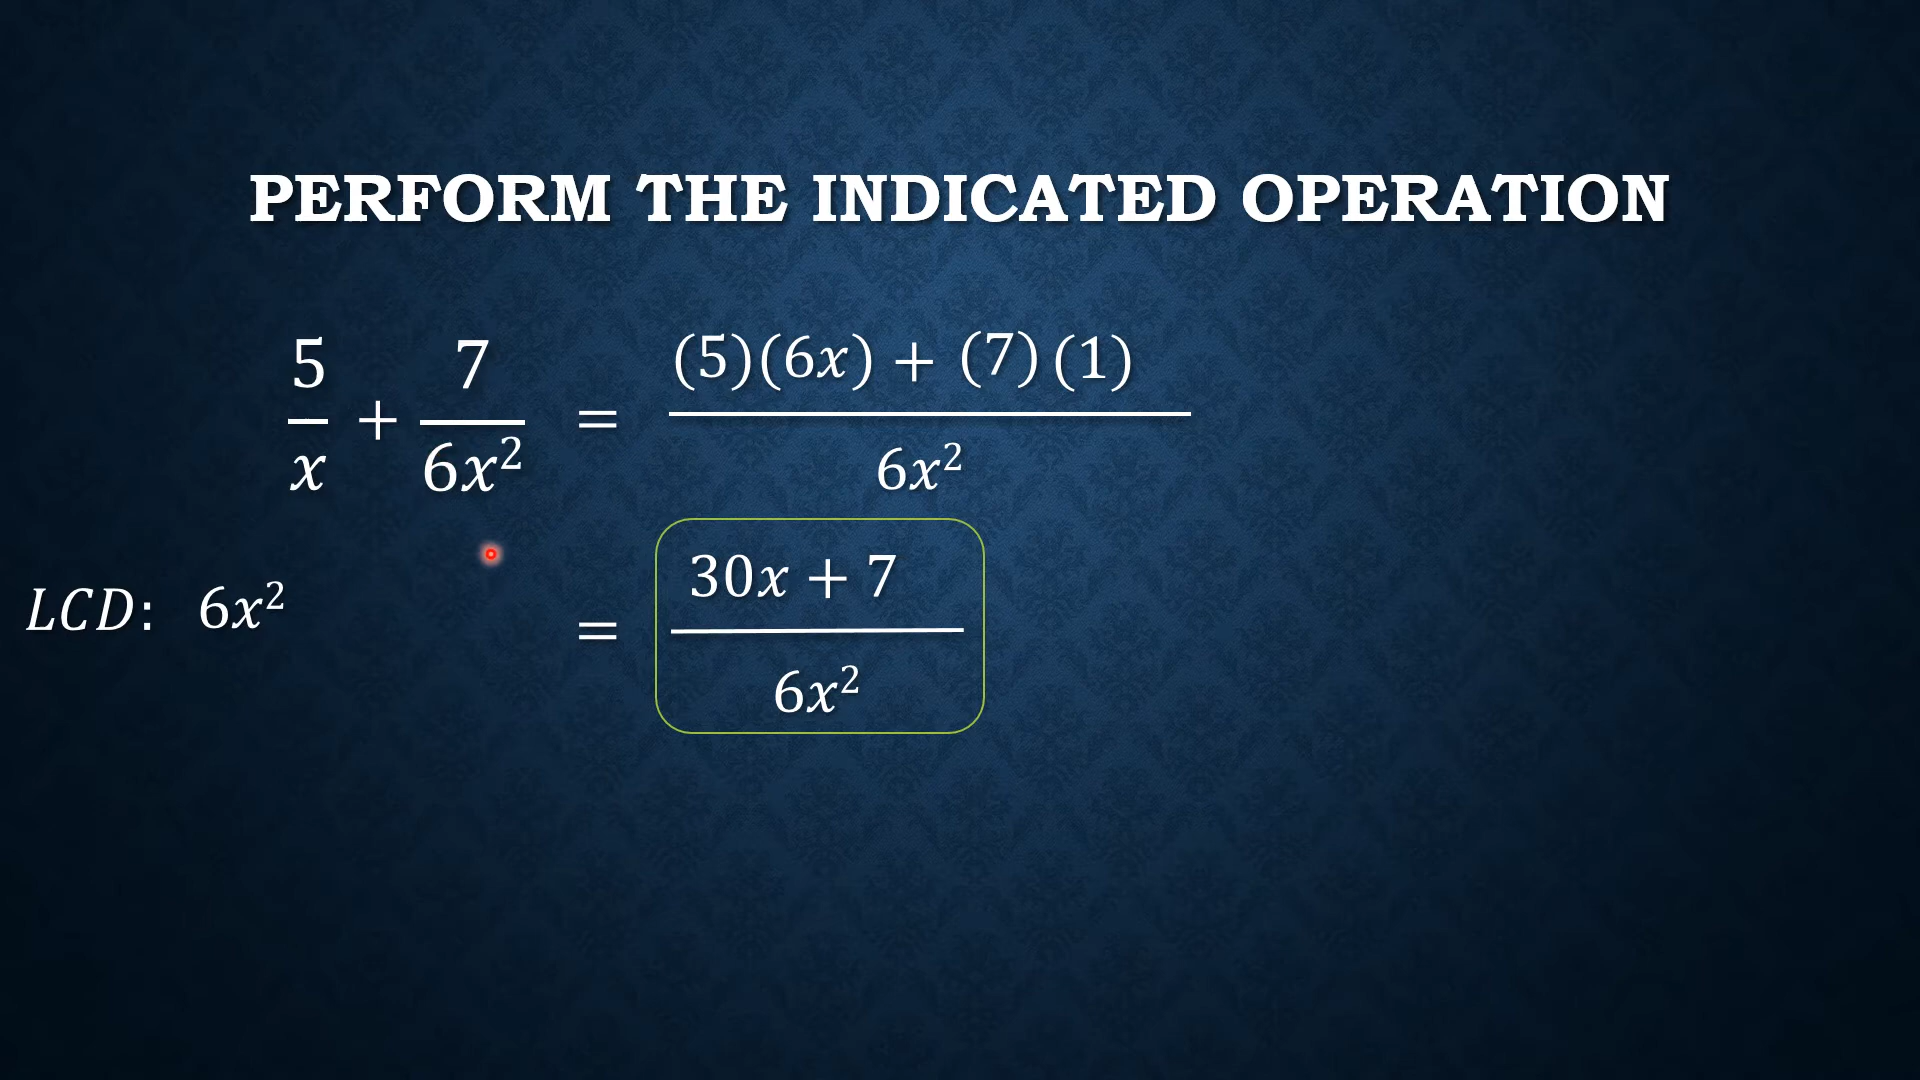 PERFORM THE INDICATED OPERATION
5/x + 7/6x² = (5)(6x) + (7)(1)/6x²
LCD: 6x²
= 30x + 7/6x²